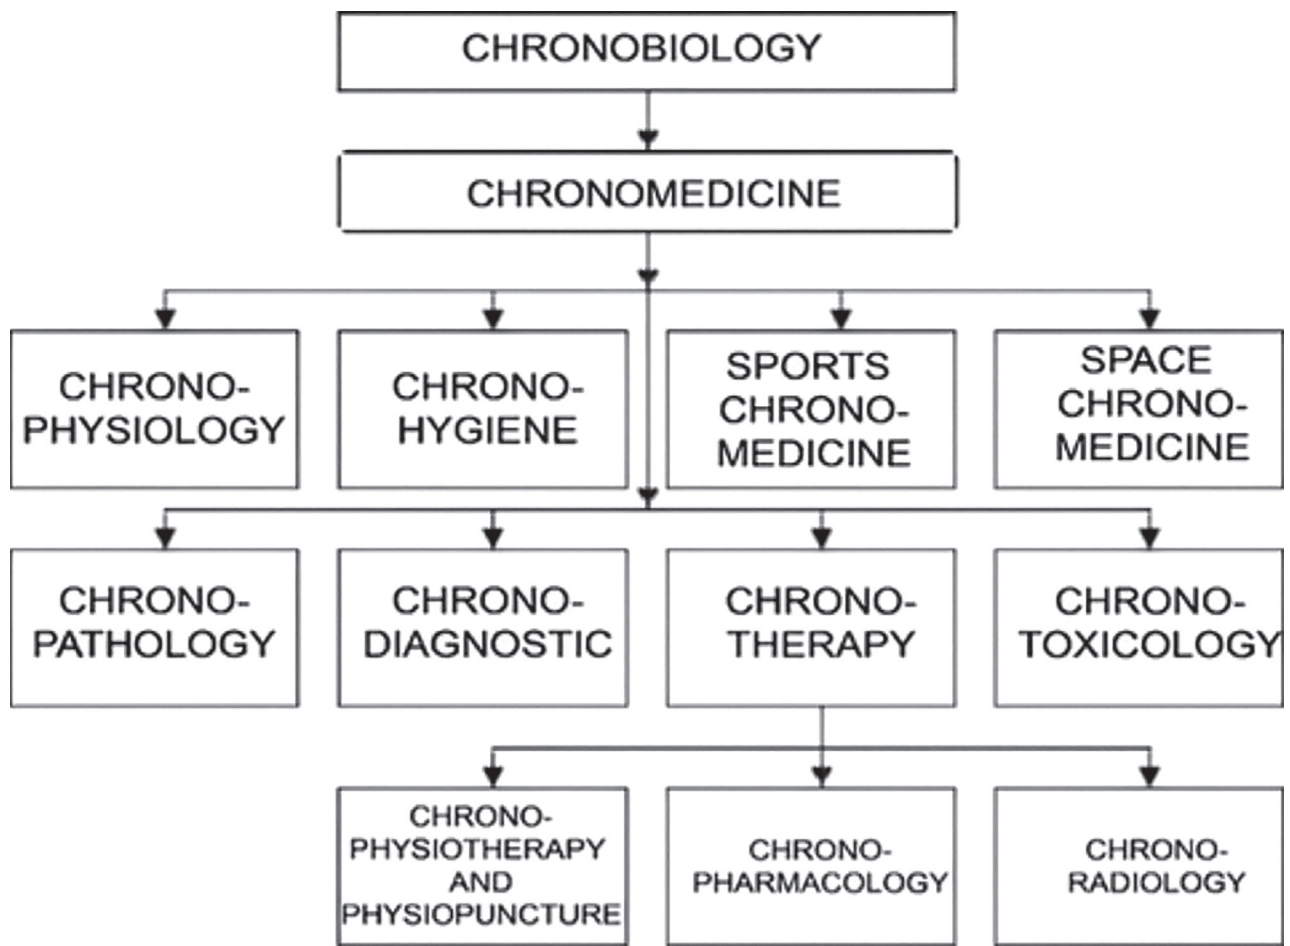 CHRONOBIOLOGY
CHRONOMEDICINE
CHRONO-
PHYSIOLOGY
CHRONO-
HYGIENE
SPORTS
CHRONO-
MEDICINE
SPACE
CHRONO-
MEDICINE
CHRONO-
PATHOLOGY
CHRONO-
DIAGNOSTIC
CHRONO-
THERAPY
CHRONO-
TOXICOLOGY
CHRONO-
PHYSIOTHERAPY
AND
PHYSIOPUNCTURE
CHRONO-
PHARMACOLOGY
CHRONO-
RADIOLOGY